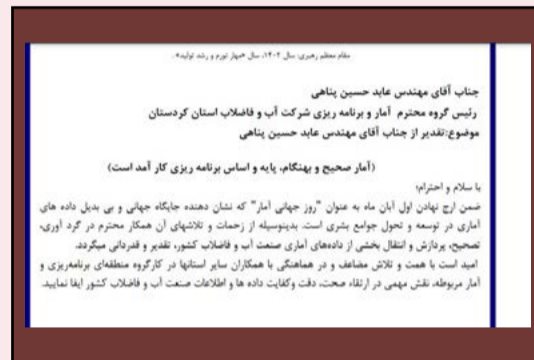 مقام معظم رهبری: سال ۱۴۰۲، سال «مهار تورم و رشد تولید».
جناب آقای مهندس عابد حسین پناهی
رئیس گروه محترم آمار و برنامه ریزی شرکت آب و فاضلاب استان کردستان
موضوع:تقدیر از جناب آقای مهندس عابد حسین پناهی
(آمار صحیح و بهنگام، پایه و اساس برنامه ریزی کار آمد است)
با سلام و احترام؛
ضمن ارج نهادن اول آبان ماه به عنوان "روز جهانی آمار" که نشان دهنده جایگاه جهانی و بی بدیل داده های
آماری در توسعه و تحول جوامع بشری است. بدینوسیله از زحمات و تلاشهای آن همکار محترم در گرد آوری،
تصحیح، پردازش و انتقال بخشی از داده‌های آماری صنعت آب و فاضلاب کشور، تقدیر و قدردانی میگردد.
امید است با همت و تلاش مضاعف و در هماهنگی با همکاران سایر استانها در کارگروه منطقه‌ای برنامه‌ریزی و
آمار مربوطه، نقش مهمی در ارتقاء صحت، دقت وکفایت داده ها و اطلاعات صنعت آب و فاضلاب کشور ایفا نمایید.